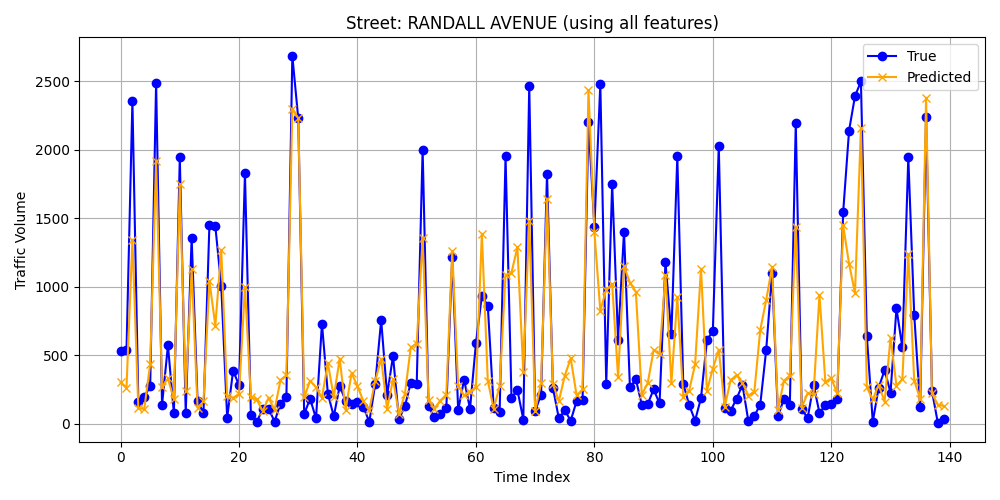 Street: RANDALL AVENUE (using all features)
True
Predicted
Traffic Volume
2500
2000
1500
1000
500
0
0 20 40 60 80 100 120 140
Time Index